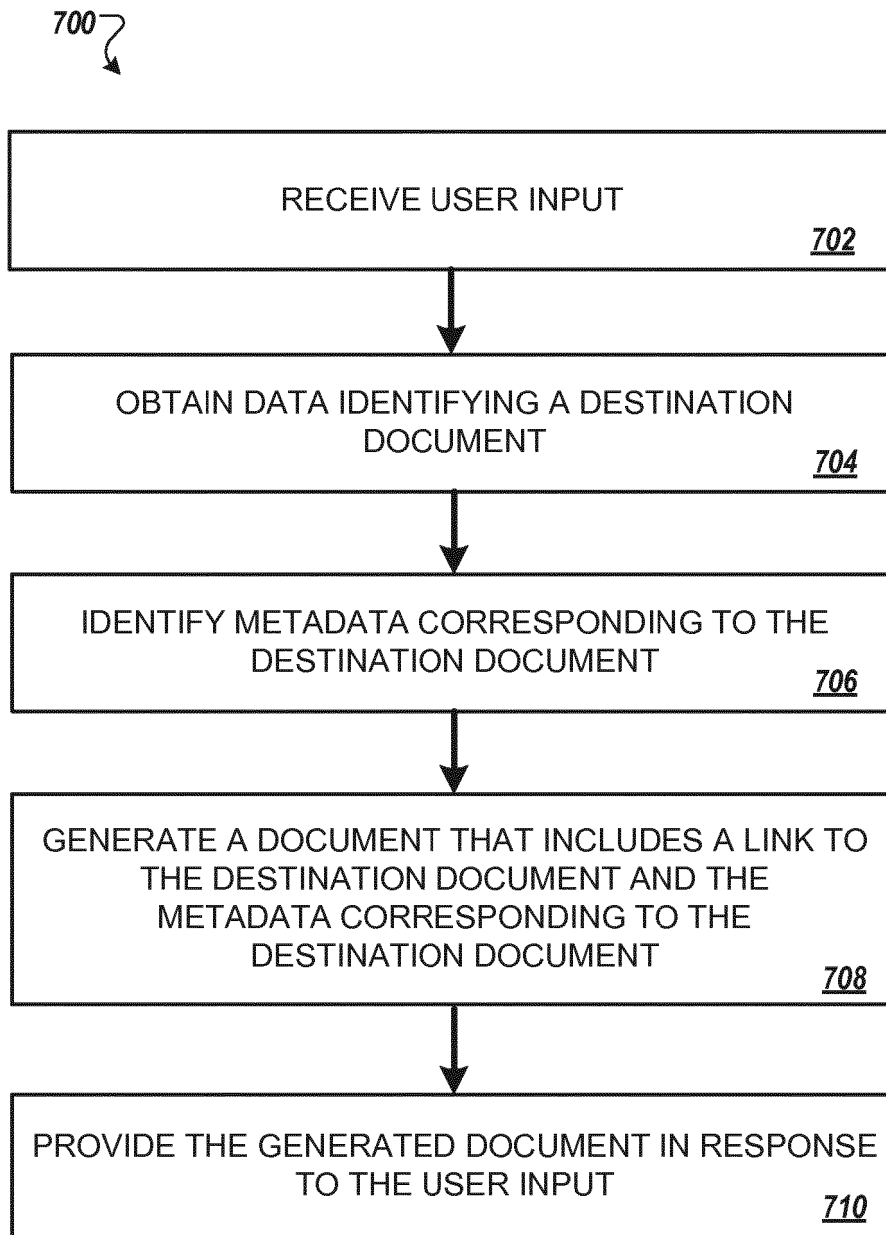 700
RECEIVE USER INPUT
702
OBTAIN DATA IDENTIFYING A DESTINATION
DOCUMENT
704
IDENTIFY METADATA CORRESPONDING TO THE
DESTINATION DOCUMENT
706
GENERATE A DOCUMENT THAT INCLUDES A LINK TO
THE DESTINATION DOCUMENT AND THE
METADATA CORRESPONDING TO THE
DESTINATION DOCUMENT
708
PROVIDE THE GENERATED DOCUMENT IN RESPONSE
TO THE USER INPUT
710